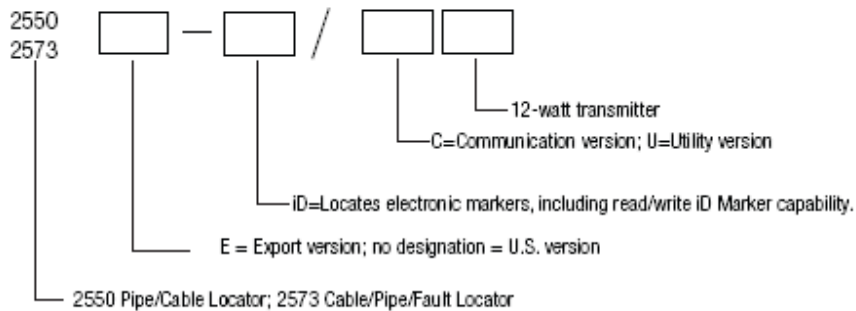 2550
2573
— /
12-watt transmitter
C=Communication version; U=Utility version
iD=Locates electronic markers, including read/write iD Marker capability.
E = Export version; no designation = U.S. version
2550 Pipe/Cable Locator; 2573 Cable/Pipe/Fault Locator